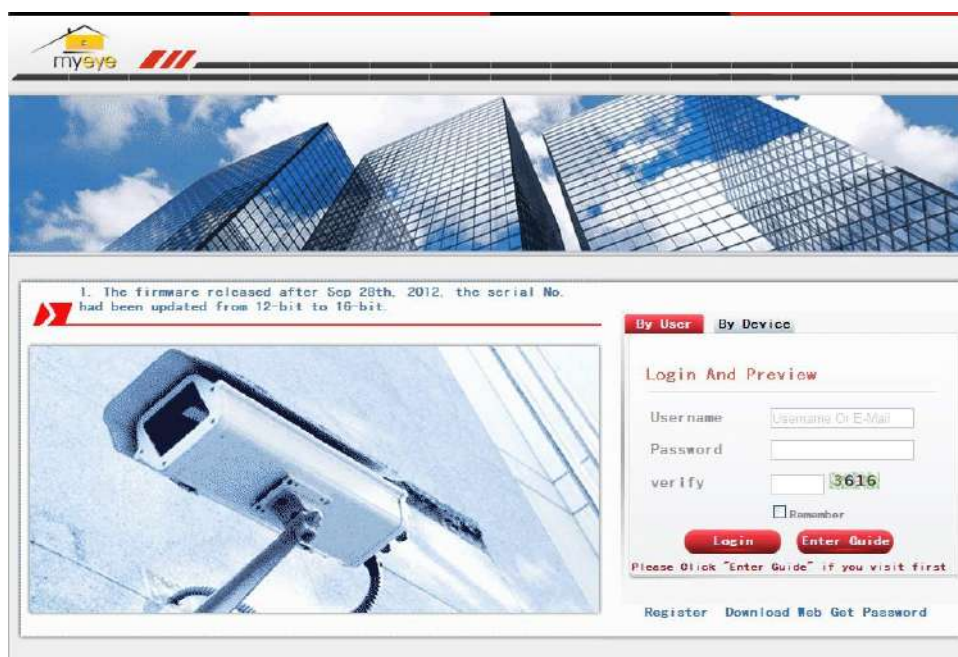 myeye
1. The firmware released after Sep 28th, 2012, the serial No.
had been updated from 12-bit to 16-bit.
By User By Device
Login And Preview
Username Username Or E-Mail
Password
verify 3616
Remember
Login Enter Guide
Please Click "Enter Guide" if you visit first
Register Download Web Get Password